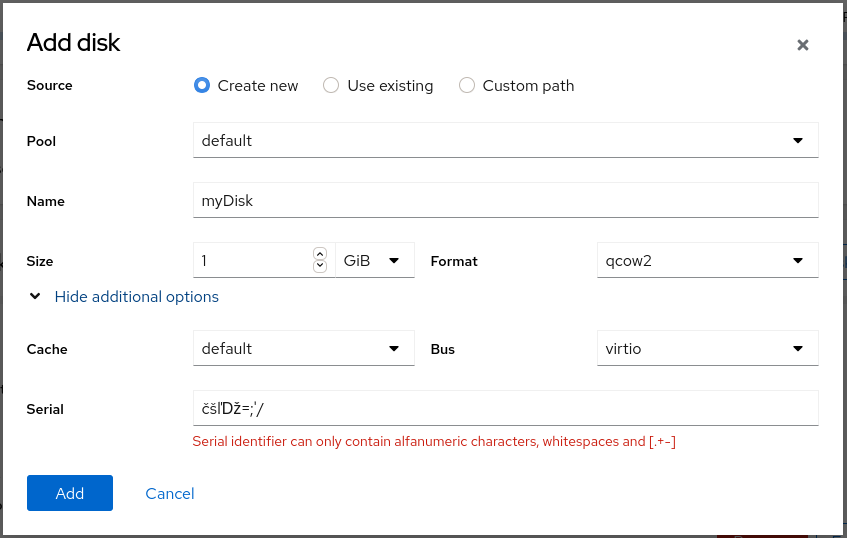 Add disk
Source Create new Use existing Custom path
Pool default
Name myDisk
Size 1 GiB Format qcow2
Hide additional options
Cache default Bus virtio
Serial čšľĎž=;'/
Serial identifier can only contain alfanumeric characters, whitespaces and [.+-]
Add Cancel